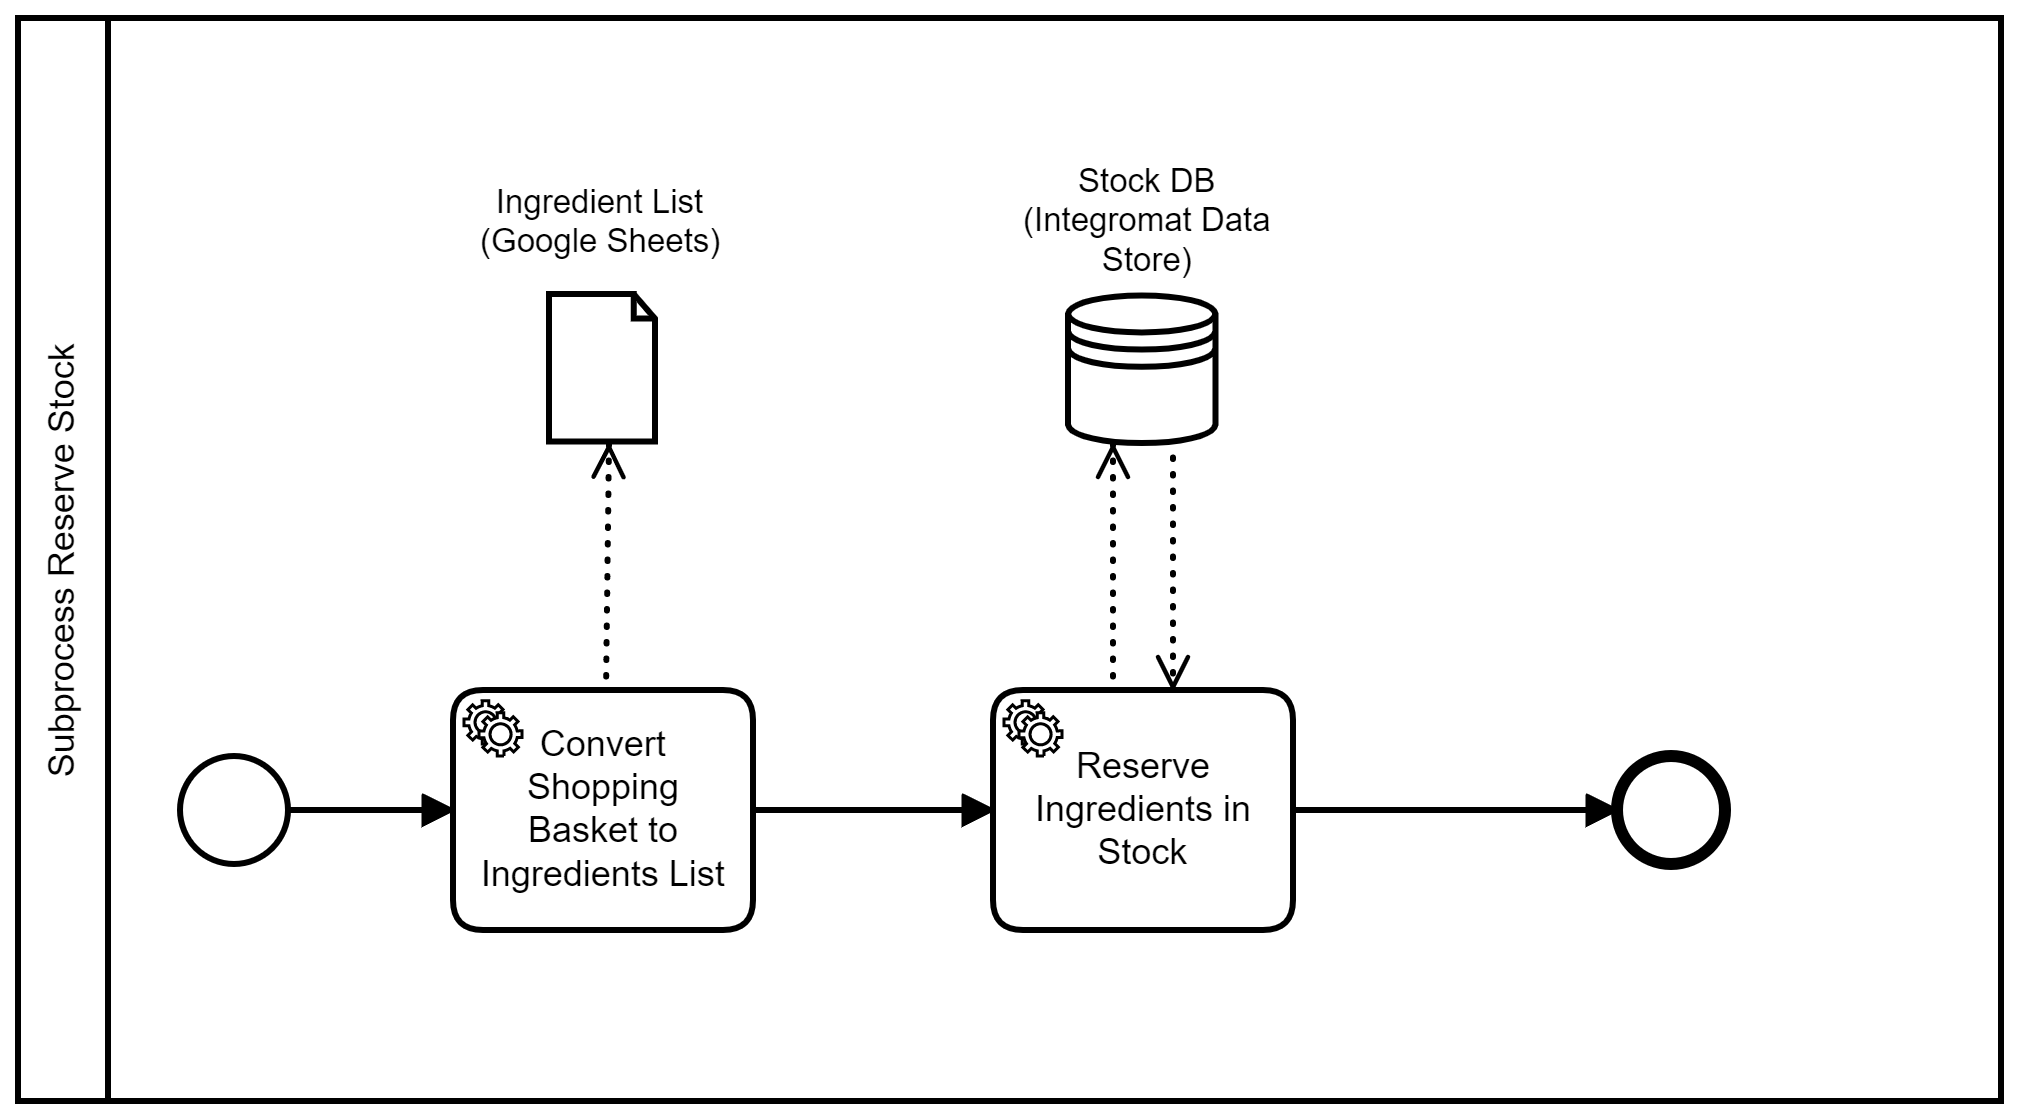 Subprocess Reserve Stock
Ingredient List
(Google Sheets)
Stock DB
(Integromat Data
Store)
Convert
Shopping
Basket to
Ingredients List
Reserve
Ingredients in
Stock